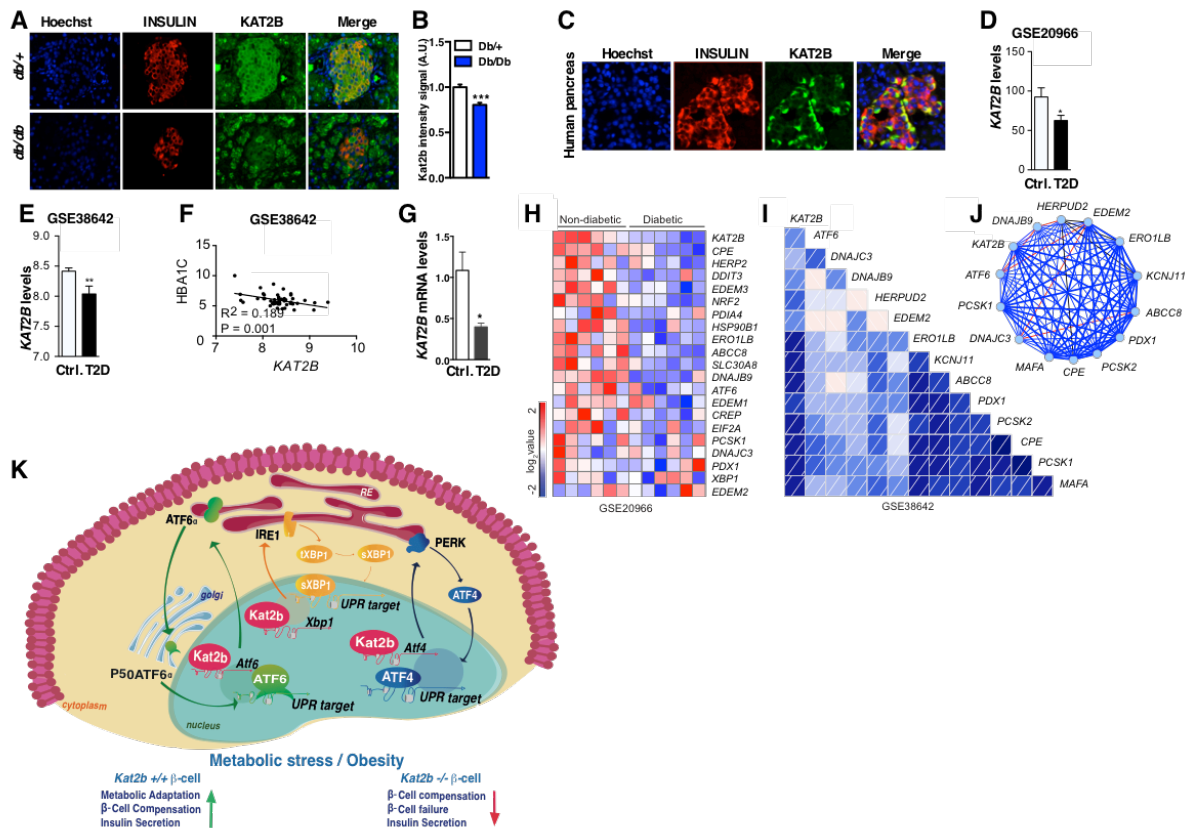 A
Hoechst
INSULIN
KAT2B
Merge
db/+
db/db
B
Kat2b intensity signal (A.U.)
1.5
1.0
0.5
0.0
Db/+
Db/Db
***
C
Human pancreas
Hoechst
INSULIN
KAT2B
Merge
D
GSE20966
KAT2B levels
150
100
50
0
*
Ctrl. T2D
E
GSE38642
KAT2B levels
9.0
8.5
8.0
7.5
7.0
**
Ctrl. T2D
F
GSE38642
HBA1C
15
10
5
0
R2 = 0.189
P = 0.001
7
8
9
10
KAT2B
G
KAT2B mRNA levels
1.5
1.0
0.5
0.0
*
Ctrl. T2D
H
Non-diabetic
Diabetic
KAT2B
CPE
HERP2
DDIT3
EDEM3
NRF2
PDIA4
HSP90B1
ERO1LB
ABCC8
SLC30A8
DNAJB9
ATF6
EDEM1
CREP
EIF2A
PCSK1
DNAJC3
PDX1
XBP1
EDEM2
2
log2 value
-2
GSE20966
I
KAT2B
ATF6
DNAJC3
DNAJB9
HERPUD2
EDEM2
ERO1LB
KCNJ11
ABCC8
PDX1
PCSK2
CPE
PCSK1
MAFA
GSE38642
J
HERPUD2
EDEM2
ERO1LB
KCNJ11
ABCC8
PDX1
PCSK2
CPE
MAFA
DNAJC3
PCSK1
ATF6
KAT2B
DNAJB9
K
RE
ATF6α
IRE1
tXBP1
sXBP1
PERK
sXBP1
UPR target
ATF4
golgi
Kat2b
Xbp1
Kat2b
Atf4
Kat2b
Atf6
P50ATF6α
ATF6
ATF4
UPR target
UPR target
cytoplasm
nucleus
Metabolic stress / Obesity
Kat2b +/+ β-cell
Metabolic Adaptation
β-Cell Compensation
Insulin Secretion
Kat2b -/- β-cell
β-Cell compensation
β-Cell failure
Insulin Secretion